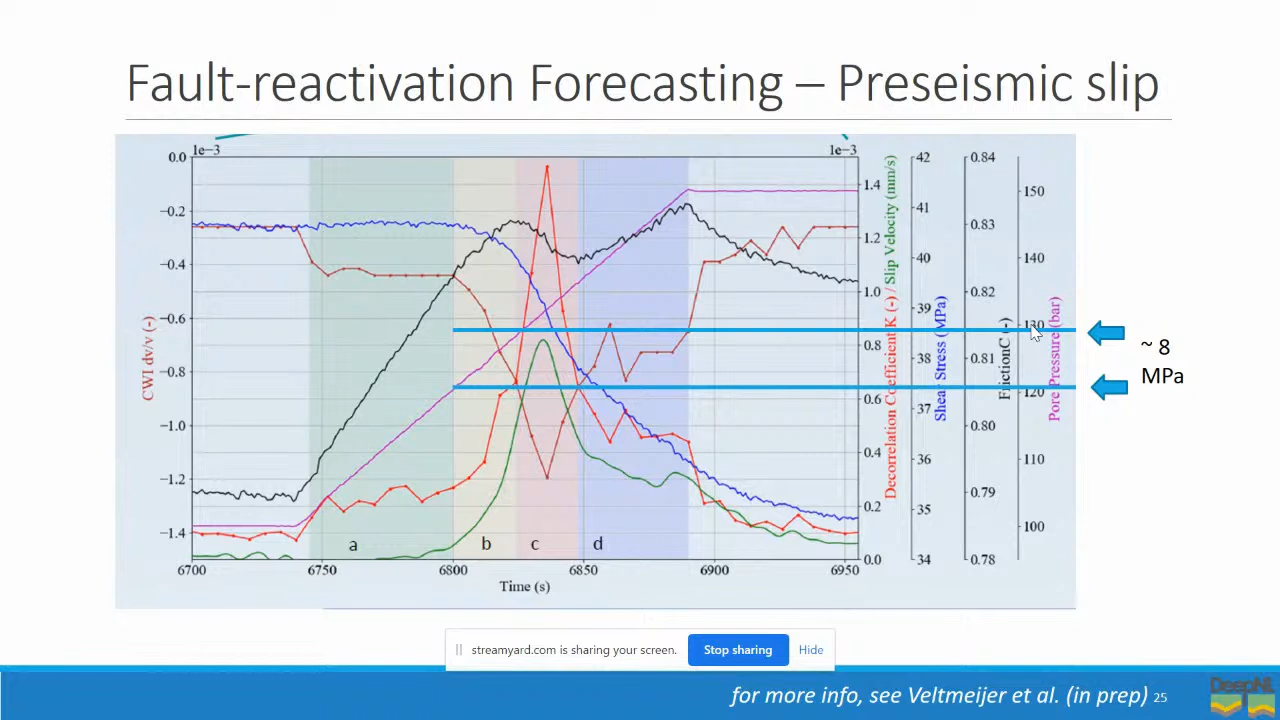 Fault-reactivation Forecasting – Preseismic slip
1e−3
1e−3
0.0
−0.2
−0.4
−0.6
−0.8
−1.0
−1.2
−1.4
CWI dv/v (-)
a
b
c
d
6700
6750
6800
6850
6900
6950
Time (s)
1.4
1.2
1.0
0.8
0.6
0.4
0.2
0.0
Decorrelation Coefficient K (-) / Slip Velocity (mm/s)
42
41
40
39
38
37
36
35
34
Shear Stress (MPa)
0.84
0.83
0.82
0.81
0.80
0.79
0.78
FrictionC (-)
150
140
130
120
110
100
Pore Pressure (bar)
~ 8
MPa
streamyard.com is sharing your screen.
Stop sharing
Hide
for more info, see Veltmeijer et al. (in prep)
25
DeepNL